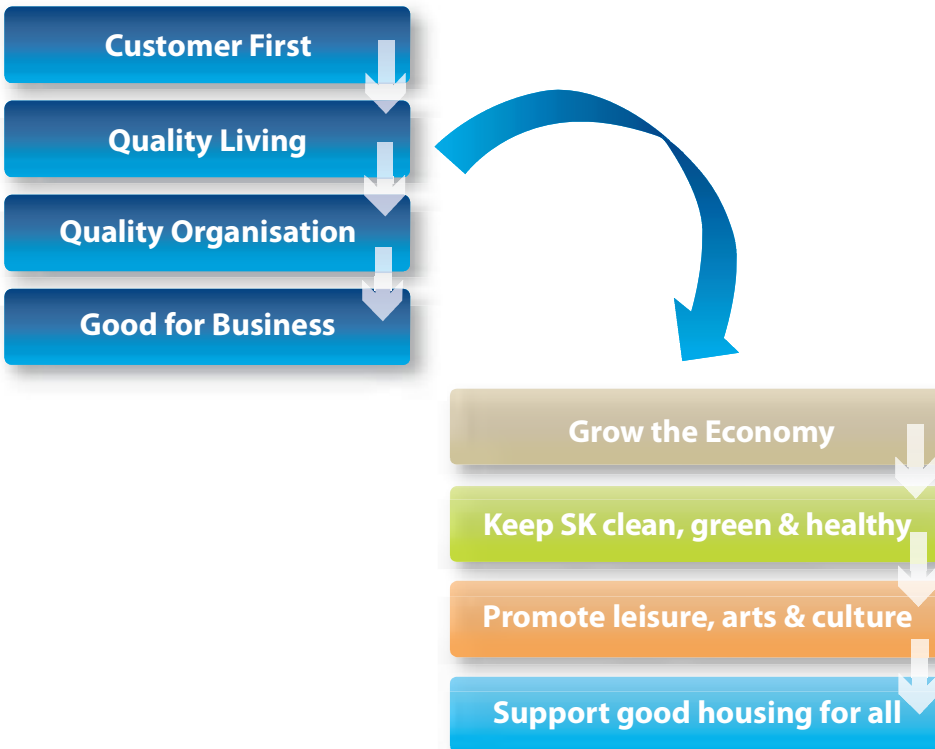 Customer First
Quality Living
Quality Organisation
Good for Business
Grow the Economy
Keep SK clean, green & healthy
Promote leisure, arts & culture
Support good housing for all